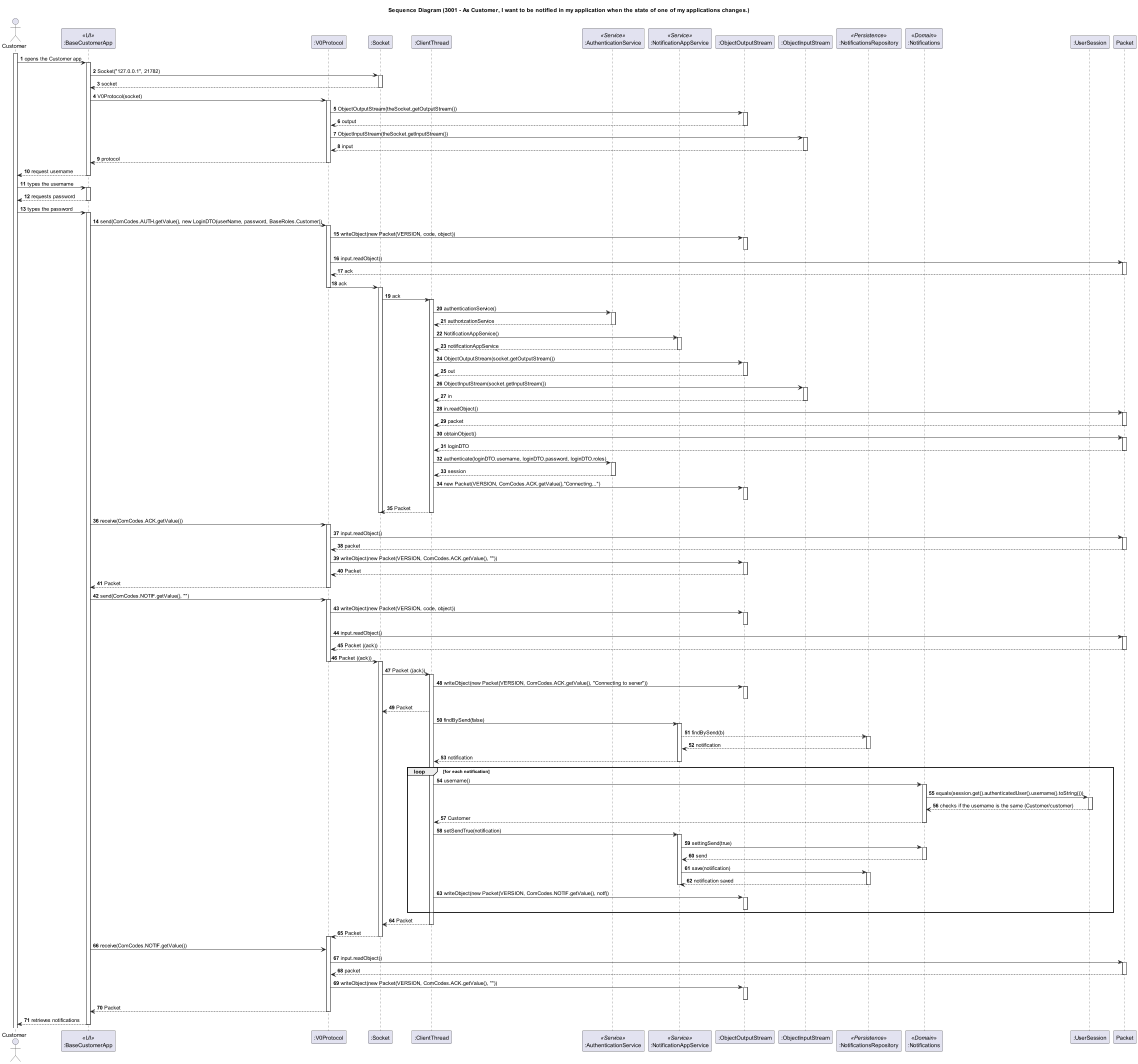 Sequence Diagram (3001 - As Customer, I want to be notified in my application when the state of one of my applications changes.)
Customer
«UI»
:BaseCustomerApp
:V0Protocol
:Socket
:ClientThread
«Service»
:AuthenticationService
«Service»
:NotificationAppService
:ObjectOutputStream
:ObjectInputStream
«Persistence»
:NotificationsRepository
«Domain»
:Notifications
:UserSession
Packet
1 opens the Customer app
2 Socket("127.0.0.1", 21782)
3 socket
4 V0Protocol(socket)
5 ObjectOutputStream(theSocket.getOutputStream())
6 output
7 ObjectInputStream(theSocket.getInputStream())
8 input
9 protocol
10 request username
11 types the username
12 requests password
13 types the password
14 send(ComCodes.AUTH.getValue(), new LoginDTO(userName, password, BaseRoles.Customer))
15 writeObject(new Packet(VERSION, code, object))
16 input.readObject()
17 ack
18 ack
19 ack
20 authenticationService()
21 authorizationService
22 NotificationAppService()
23 notificationAppService
24 ObjectOutputStream(socket.getOutputStream())
25 out
26 ObjectInputStream(socket.getInputStream())
27 in
28 in.readObject()
29 packet
30 obtainObject()
31 loginDTO
32 authenticate(loginDTO.username, loginDTO.password, loginDTO.roles)
33 session
34 new Packet(VERSION, ComCodes.ACK.getValue(),"Connecting...")
35 Packet
36 receive(ComCodes.ACK.getValue())
37 input.readObject()
38 packet
39 writeObject(new Packet(VERSION, ComCodes.ACK.getValue(), ""))
40 Packet
41 Packet
42 send(ComCodes.NOTIF.getValue(), "")
43 writeObject(new Packet(VERSION, code, object))
44 input.readObject()
45 Packet ((ack))
46 Packet ((ack))
47 Packet (ack))
48 writeObject(new Packet(VERSION, ComCodes.ACK.getValue(), "Connecting to server"))
49 Packet
50 findBySend(false)
51 findBySend(b)
52 notification
53 notification
loop [for each notification]
54 username()
55 equals(session.get().authenticatedUser().username().toString()))
56 checks if the username is the same (Customer/customer)
57 Customer
58 setSendTrue(notification)
59 settingSend(true)
60 send
61 save(notification)
62 notification saved
63 writeObject(new Packet(VERSION, ComCodes.NOTIF.getValue(), notif))
64 Packet
65 Packet
66 receive(ComCodes.NOTIF.getValue())
67 input.readObject()
68 packet
69 writeObject(new Packet(VERSION, ComCodes.ACK.getValue(), ""))
70 Packet
71 retrieves notifications
Customer
«UI»
:BaseCustomerApp
:V0Protocol
:Socket
:ClientThread
«Service»
:AuthenticationService
«Service»
:NotificationAppService
:ObjectOutputStream
:ObjectInputStream
«Persistence»
:NotificationsRepository
«Domain»
:Notifications
:UserSession
Packet